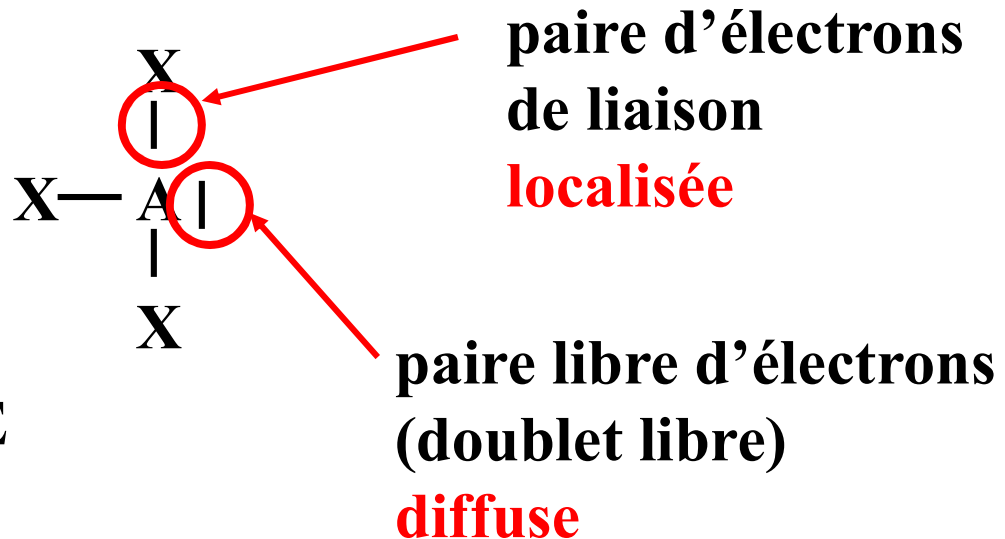 paire d’électrons
X
de liaison
X A
localisée
X
paire libre d’électrons
(doublet libre)
diffuse